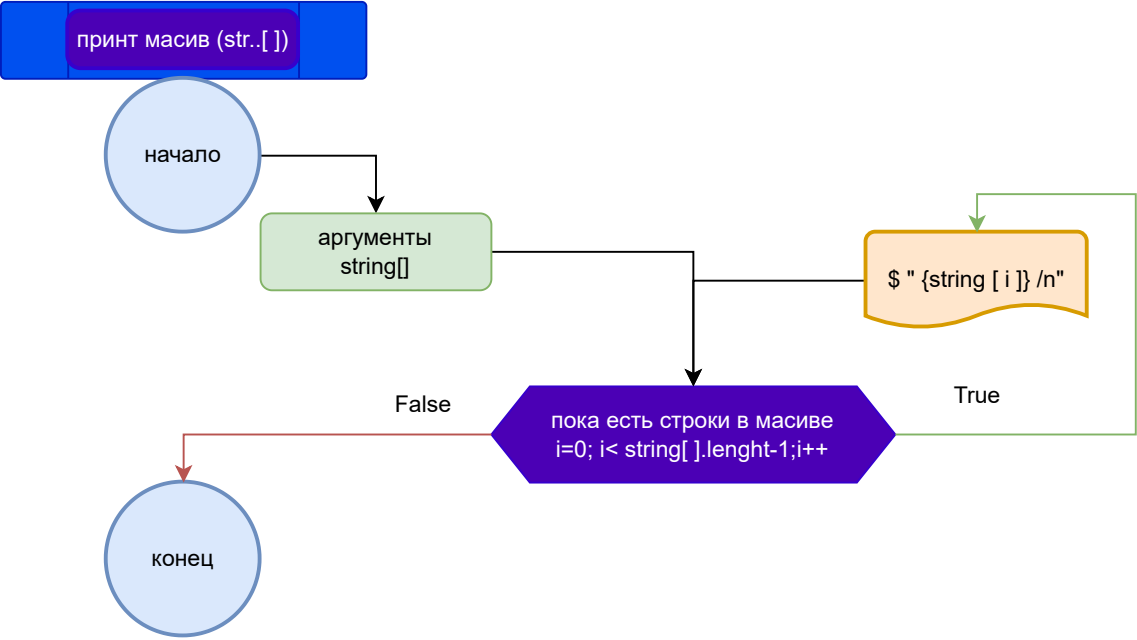 принт масив (str..[ ])
начало
аргументы
string[]
$ " {string [ i ]} /n"
True
False
пока есть строки в масиве
i=0; i< string[ ].lenght-1;i++
конец